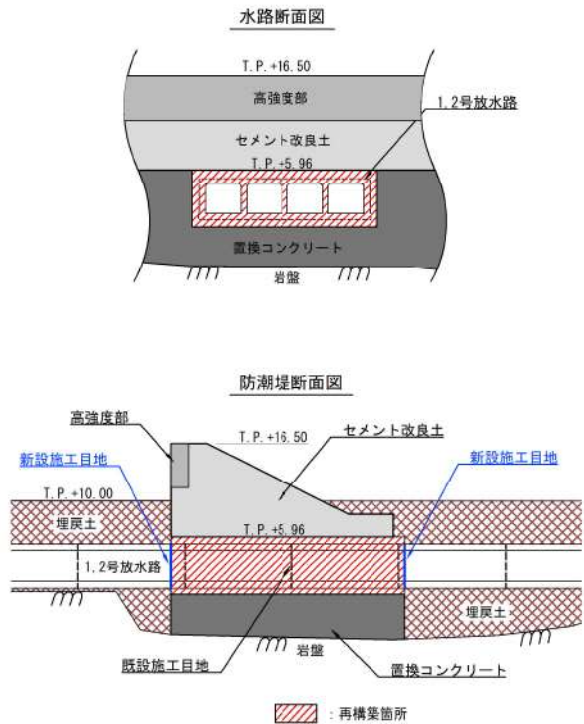 水路断面図
T.P.+16.50
高強度部
1,2号放水路
セメント改良土
T.P.+5.96
置換コンクリート
岩盤
防潮堤断面図
高強度部
セメント改良土
T.P.+16.50
新設施工目地
新設施工目地
T.P.+10.00
埋戻土
T.P.+5.96
1,2号放水路
埋戻土
岩盤
既設施工目地
置換コンクリート
：再構築箇所